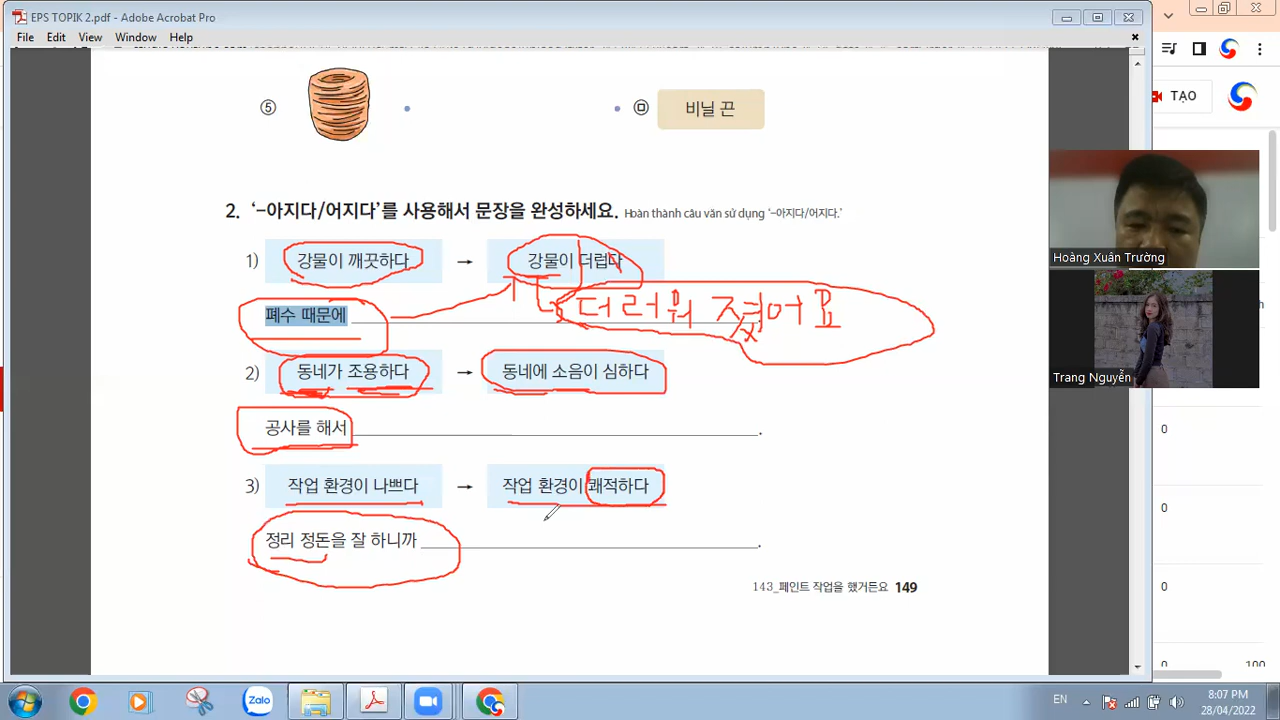 EPS TOPIK 2.pdf - Adobe Acrobat Pro
File Edit View Window Help
TẠO
⑤
㉤ 비닐 끈
2. ‘-아지다/어지다’를 사용해서 문장을 완성하세요. Hoàn thành câu văn sử dụng ‘-아지다/어지다.’
1) 강물이 깨끗하다 → 강물이 더럽다
폐수 때문에 더러워 졌어요
2) 동네가 조용하다 → 동네에 소음이 심하다
공사를 해서 .
3) 작업 환경이 나쁘다 → 작업 환경이 쾌적하다
정리 정돈을 잘 하니까 .
143_페인트 작업을 했거든요 149
Hoàng Xuân Trường
Trang Nguyễn
0
0
0
0 100
Zalo
EN
8:07 PM
28/04/2022